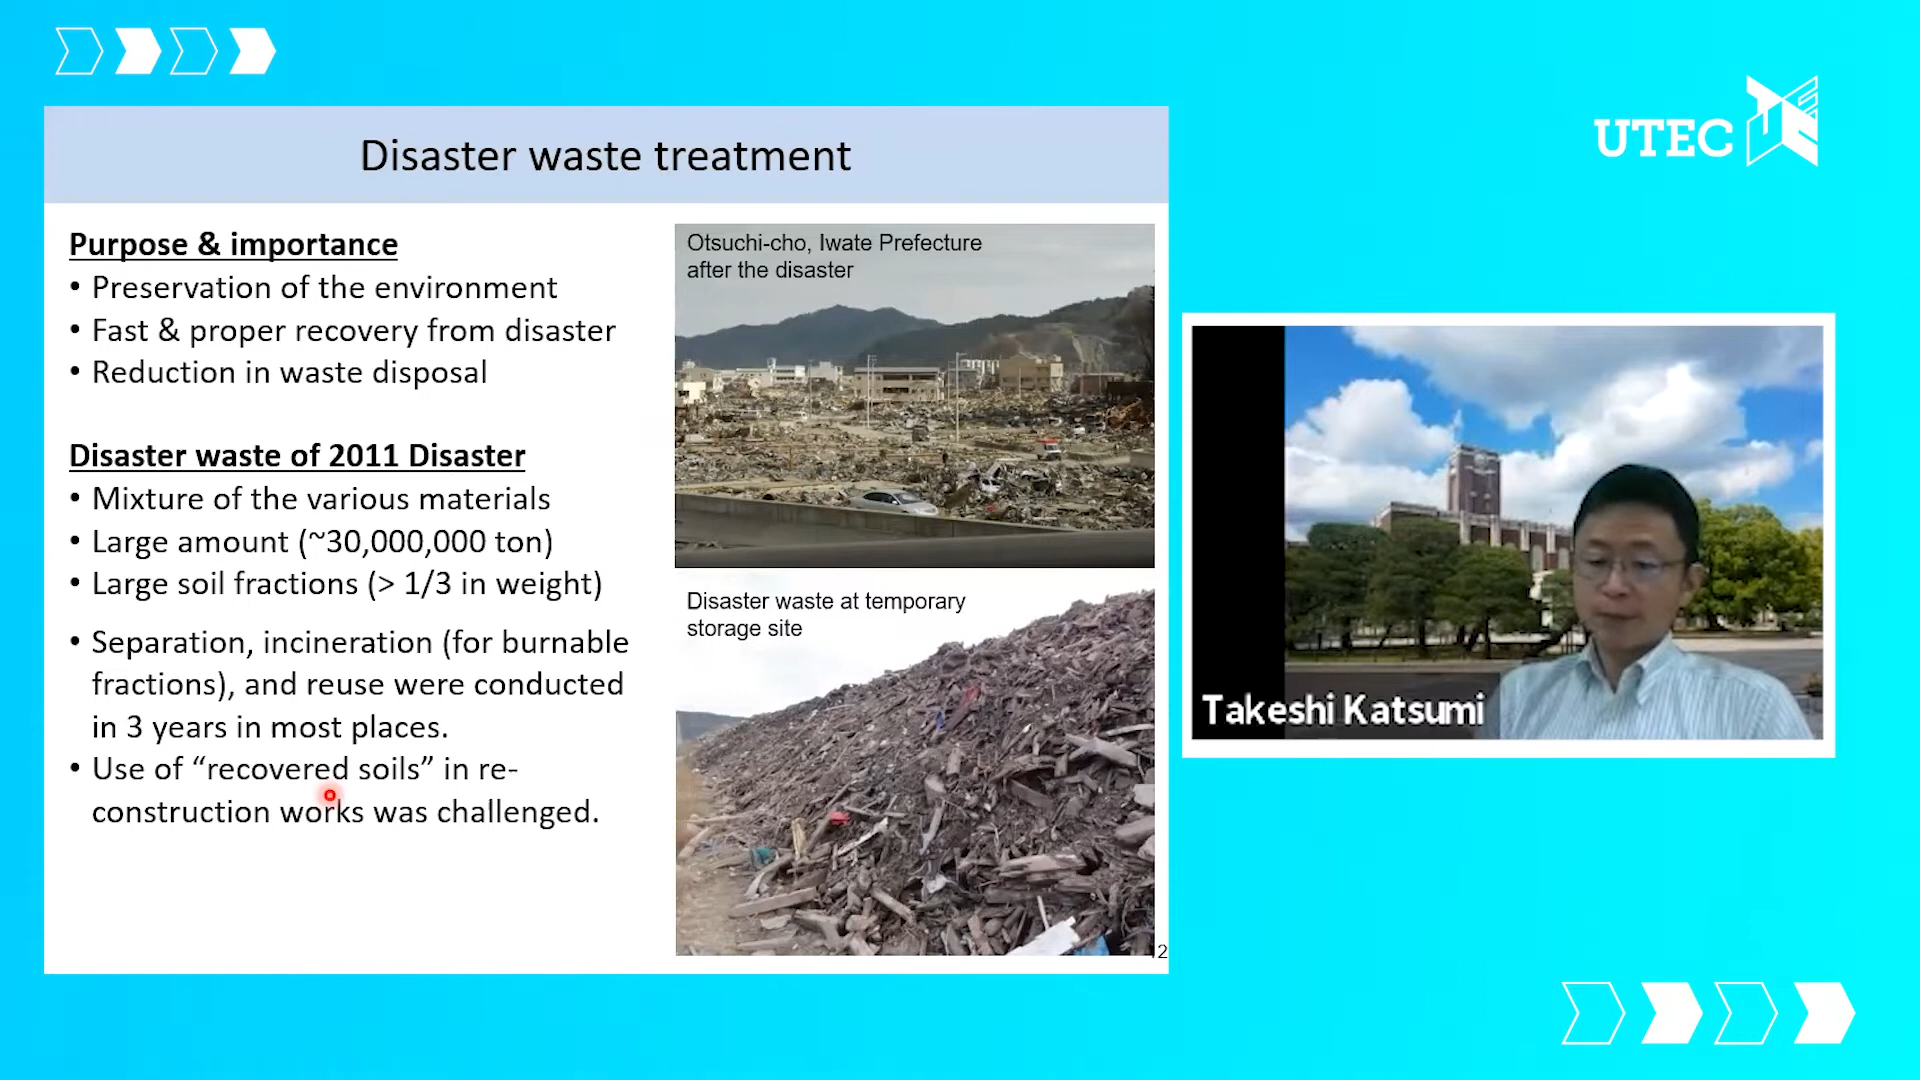 UTEC
Disaster waste treatment
Purpose & importance
• Preservation of the environment
• Fast & proper recovery from disaster
• Reduction in waste disposal
Disaster waste of 2011 Disaster
• Mixture of the various materials
• Large amount (~30,000,000 ton)
• Large soil fractions (> 1/3 in weight)
• Separation, incineration (for burnable
fractions), and reuse were conducted
in 3 years in most places.
• Use of “recovered soils” in re-
construction works was challenged.
Otsuchi-cho, Iwate Prefecture
after the disaster
Disaster waste at temporary
storage site
12
Takeshi Katsumi